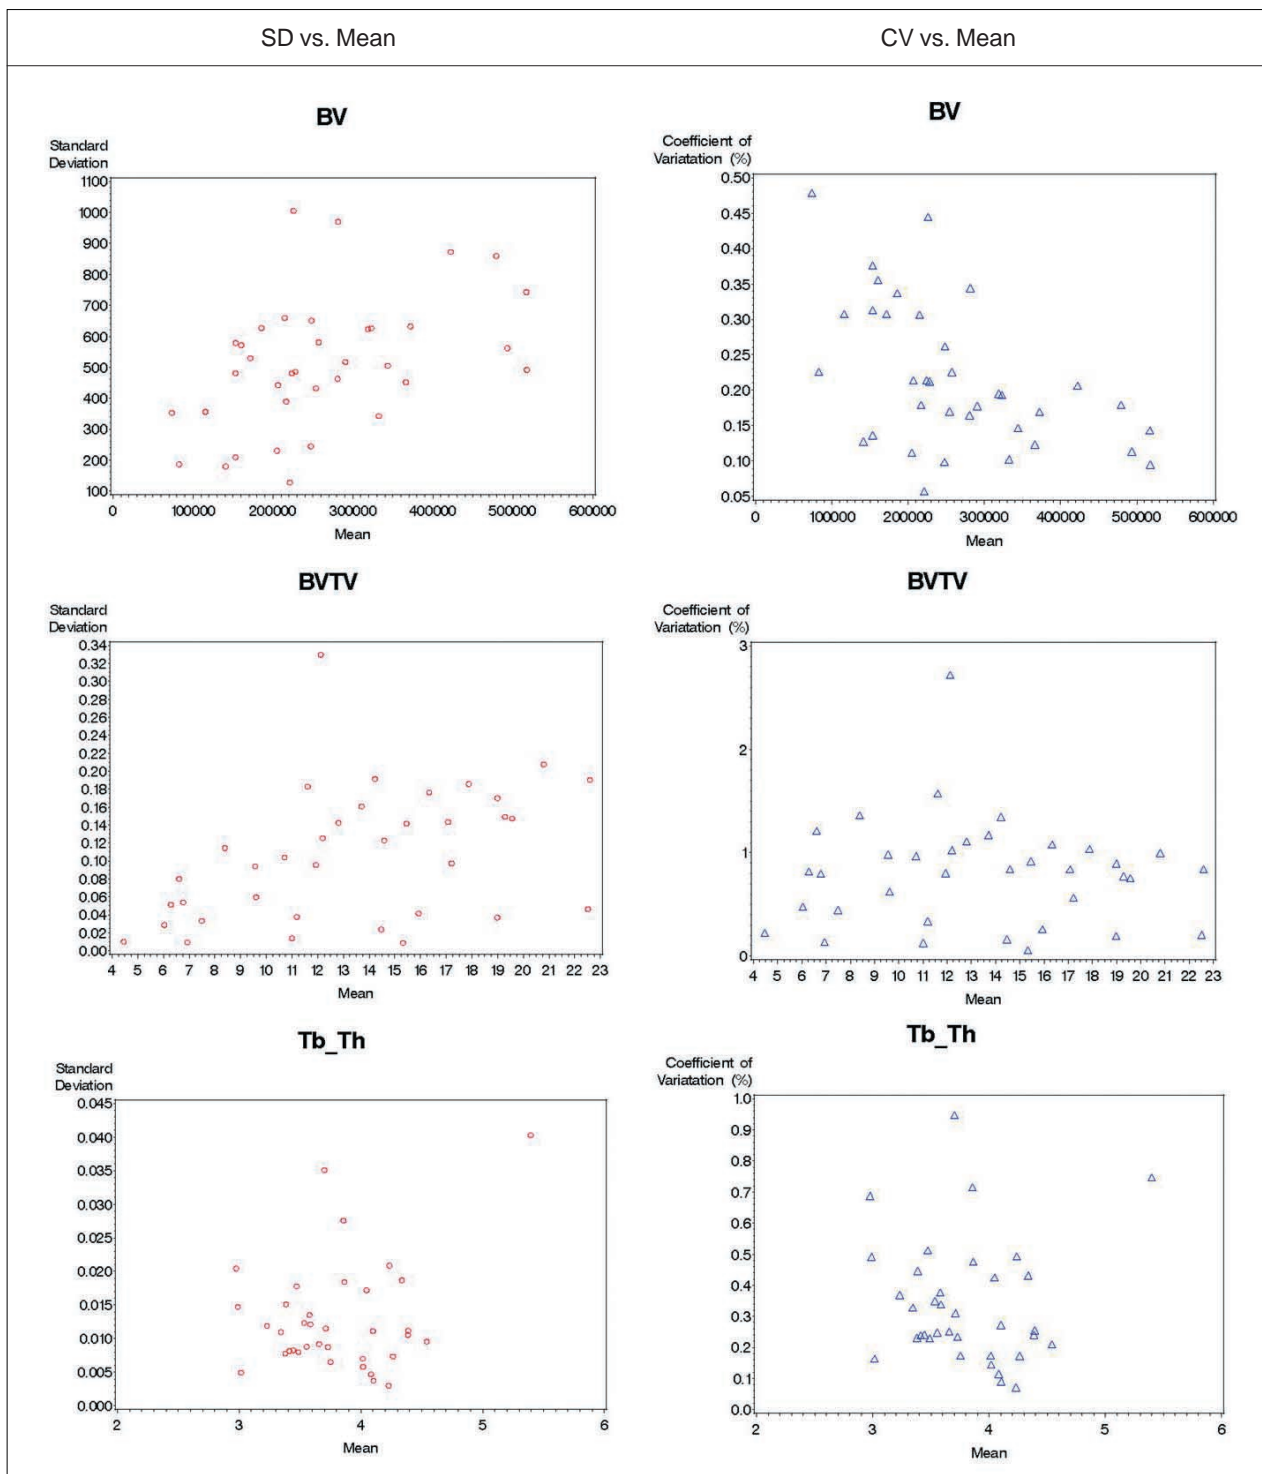 SD vs. Mean
CV vs. Mean
BV
Standard
Deviation
1100
1000
900
800
700
600
500
400
300
200
100
0 100000 200000 300000 400000 500000 600000
Mean
BV
Coefficient of
Variatation (%)
0.50
0.45
0.40
0.35
0.30
0.25
0.20
0.15
0.10
0.05
0 100000 200000 300000 400000 500000 600000
Mean
BVTV
Standard
Deviation
0.34
0.32
0.30
0.28
0.26
0.24
0.22
0.20
0.18
0.16
0.14
0.12
0.10
0.08
0.06
0.04
0.02
0.00
4 5 6 7 8 9 10 11 12 13 14 15 16 17 18 19 20 21 22 23
Mean
BVTV
Coefficient of
Variatation (%)
3
2
1
0
4 5 6 7 8 9 10 11 12 13 14 15 16 17 18 19 20 21 22 23
Mean
Tb_Th
Standard
Deviation
0.045
0.040
0.035
0.030
0.025
0.020
0.015
0.010
0.005
0.000
2 3 4 5 6
Mean
Tb_Th
Coefficient of
Variatation (%)
1.0
0.9
0.8
0.7
0.6
0.5
0.4
0.3
0.2
0.1
0.0
2 3 4 5 6
Mean